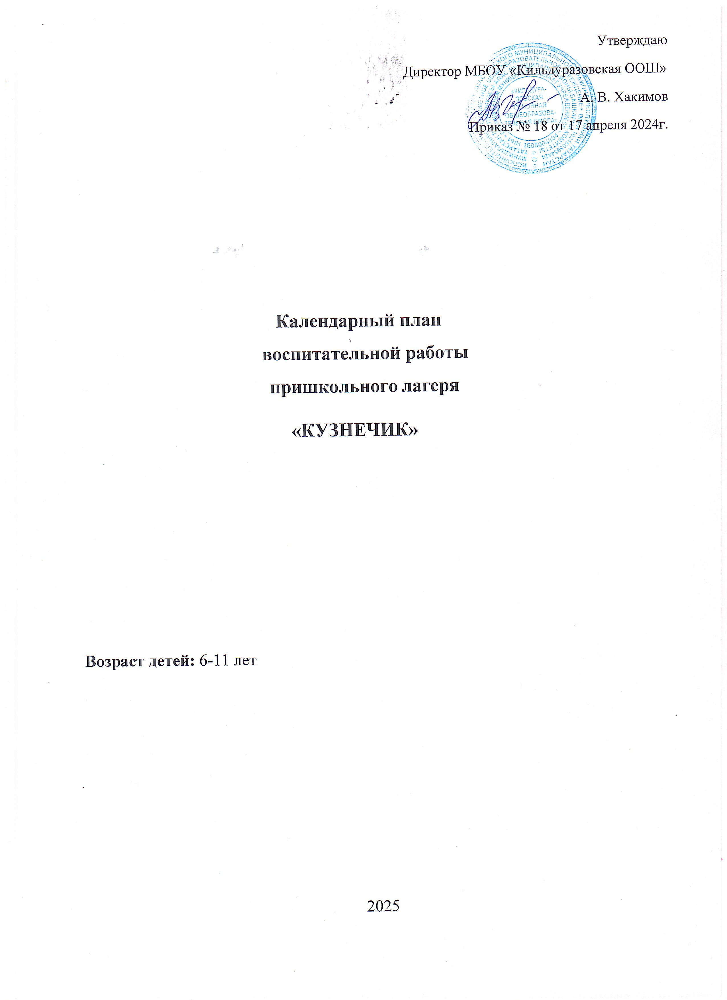 Утверждаю
Директор МБОУ «Кильдуразовская ООШ»
А. В. Хакимов
Приказ № 18 от 17 апреля 2024г.
«КИЛЬДУРА-
ЗОВСКАЯ
ОСНОВНАЯ
ОБЩЕОБРАЗОВА-
ТЕЛЬНАЯ ШКОЛА»
Календарный план
воспитательной работы
пришкольного лагеря
«КУЗНЕЧИК»
Возраст детей: 6-11 лет
2025